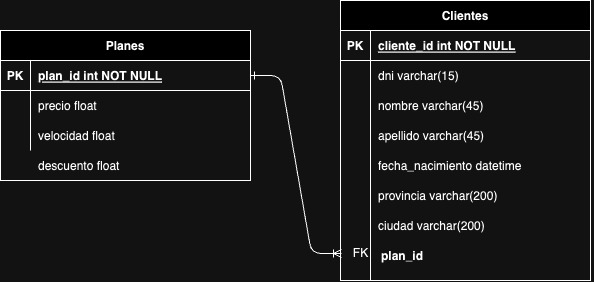 Planes
PK plan_id int NOT NULL
precio float
velocidad float
descuento float
Clientes
PK cliente_id int NOT NULL
dni varchar(15)
nombre varchar(45)
apellido varchar(45)
fecha_nacimiento datetime
provincia varchar(200)
ciudad varchar(200)
FK plan_id